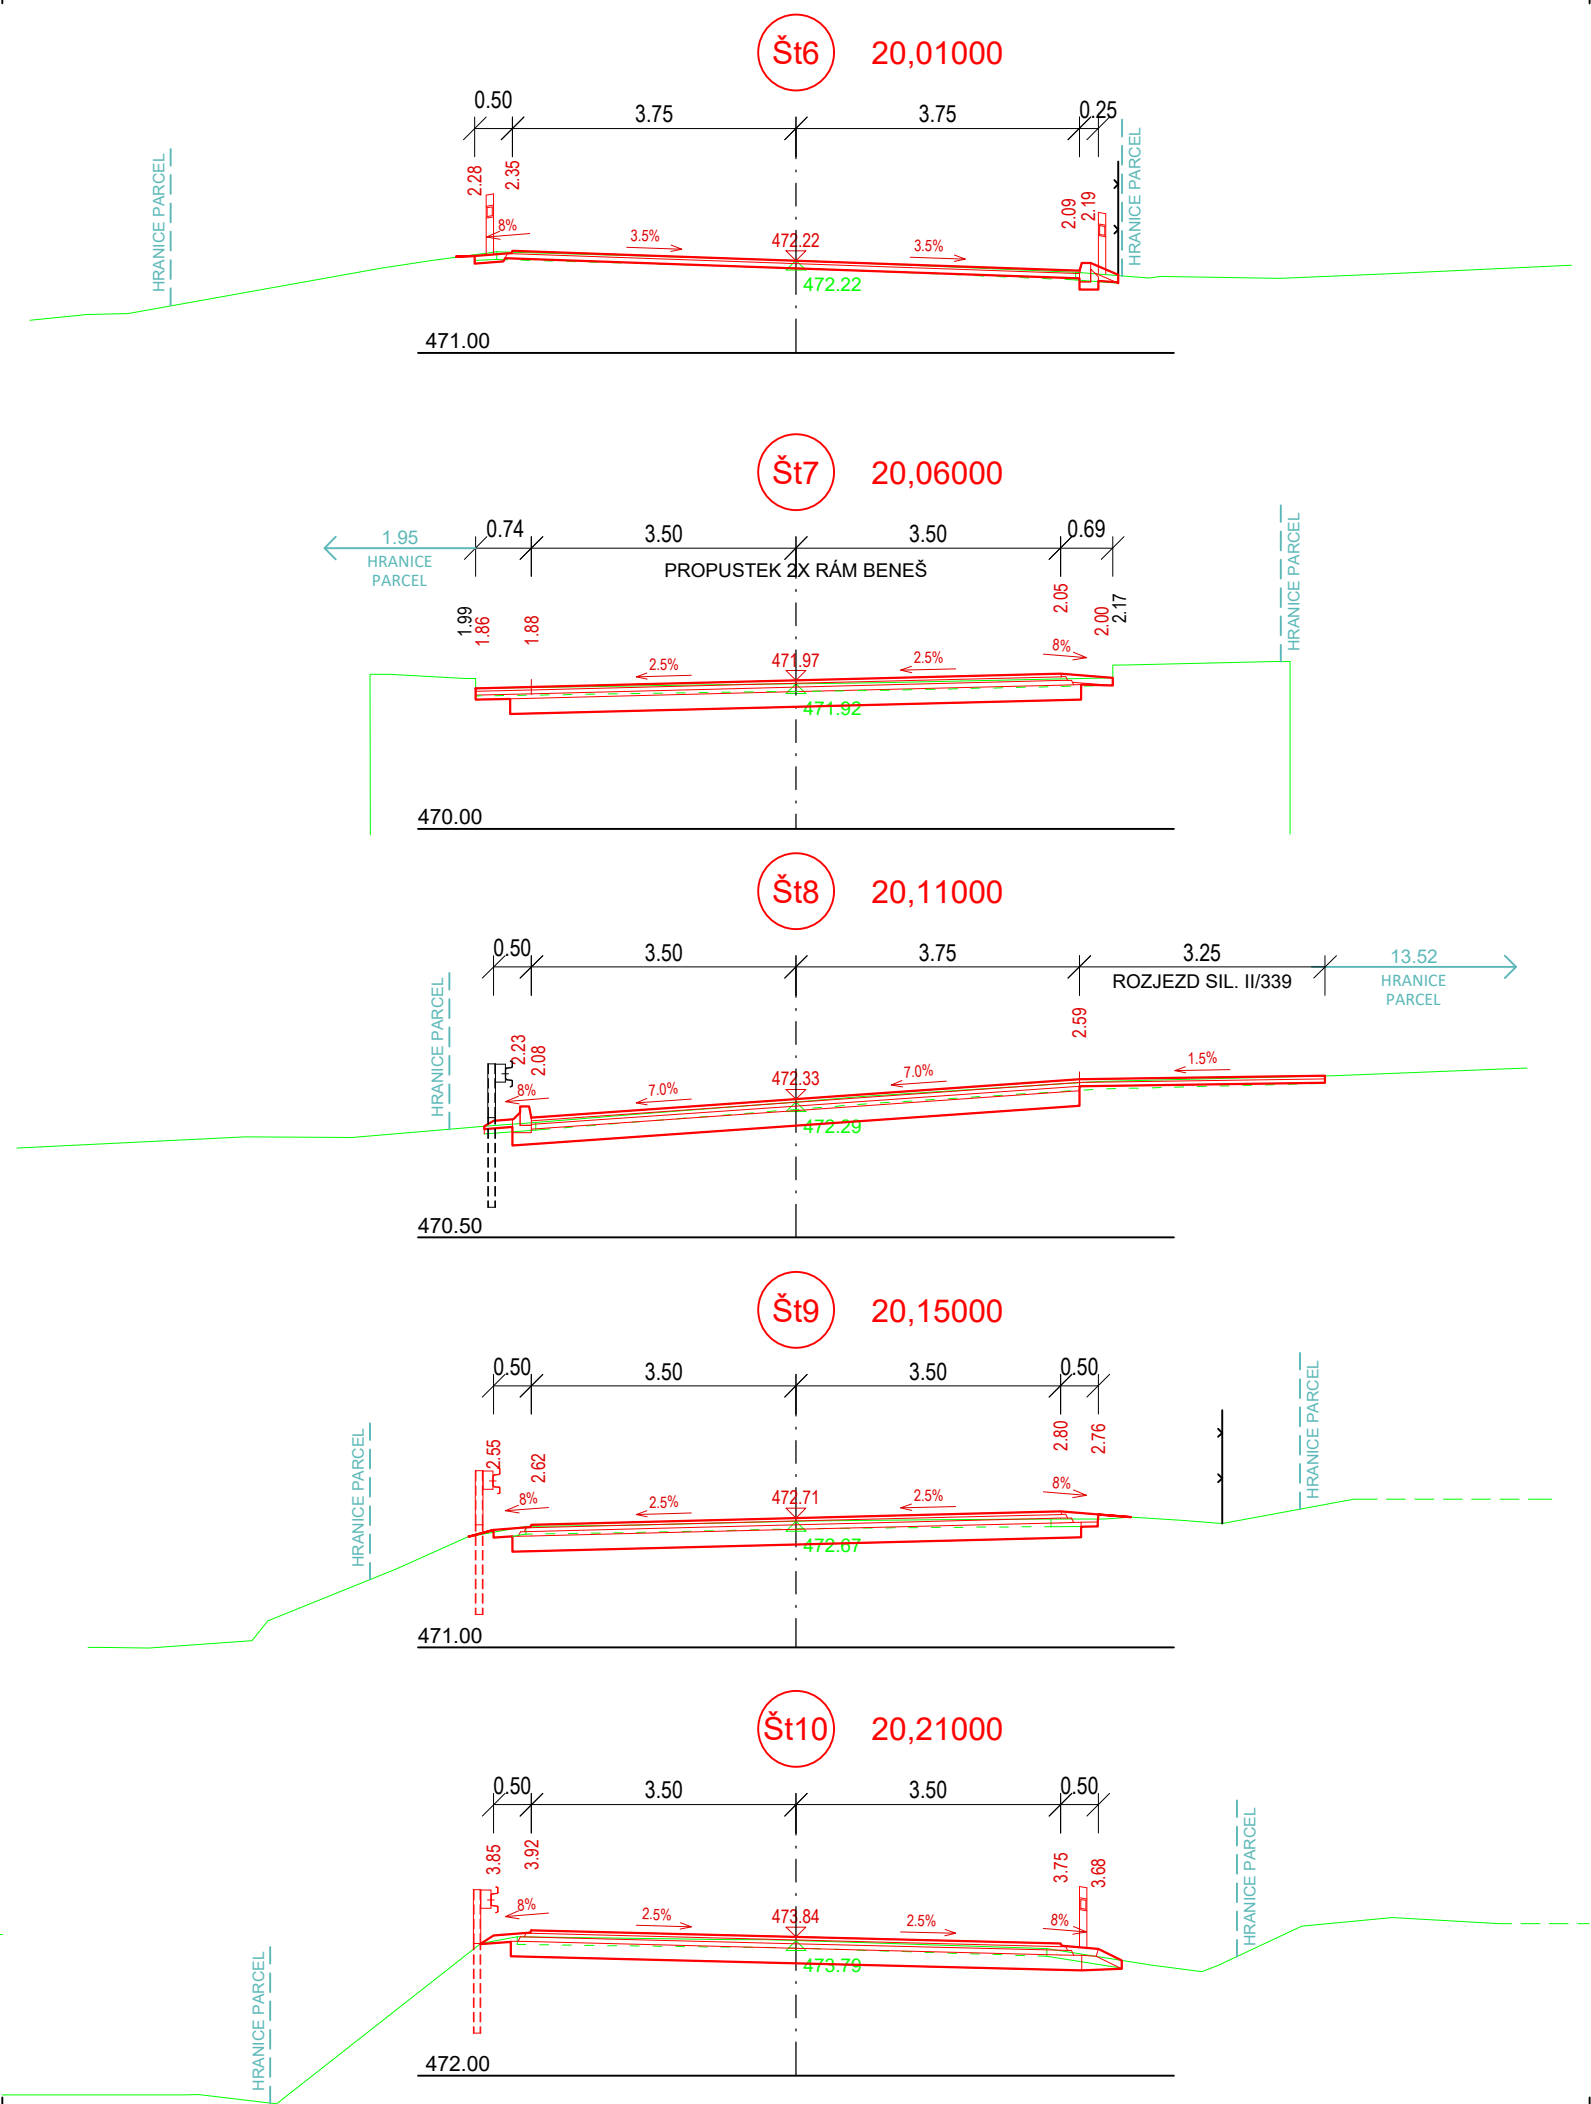 Št6 20,01000
0.50 3.75 3.75 0.25
HRANICE PARCEL
2.28
2.35
2.09
2.19
HRANICE PARCEL
8%
3.5%
472.22
3.5%
472.22
471.00
Št7 20,06000
1.95
HRANICE
PARCEL
0.74 3.50 3.50 0.69
PROPUSTEK 2X RÁM BENEŠ
HRANICE PARCEL
1.99
1.86
1.88
2.05
2.00
2.17
2.5%
471.97
2.5%
8%
471.92
470.00
Št8 20,11000
0.50 3.50 3.75 3.25
ROZJEZD SIL. II/339
13.52
HRANICE
PARCEL
HRANICE PARCEL
2.23
2.08
2.59
8%
7.0%
472.33
7.0%
1.5%
472.29
470.50
Št9 20,15000
0.50 3.50 3.50 0.50
HRANICE PARCEL
2.55
2.62
2.80
2.76
HRANICE PARCEL
8%
2.5%
472.71
2.5%
8%
472.67
471.00
Št10 20,21000
0.50 3.50 3.50 0.50
3.85
3.92
3.75
3.68
HRANICE PARCEL
8%
2.5%
473.84
2.5%
8%
473.79
HRANICE PARCEL
472.00